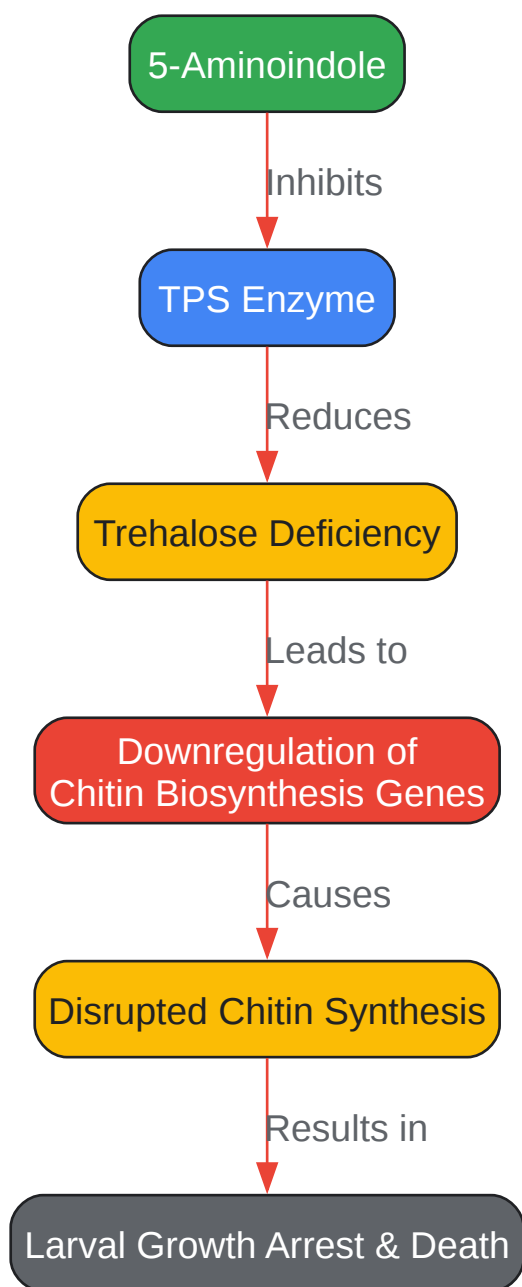 5-Aminoindole
Inhibits
TPS Enzyme
Reduces
Trehalose Deficiency
Leads to
Downregulation of
Chitin Biosynthesis Genes
Causes
Disrupted Chitin Synthesis
Results in
Larval Growth Arrest & Death